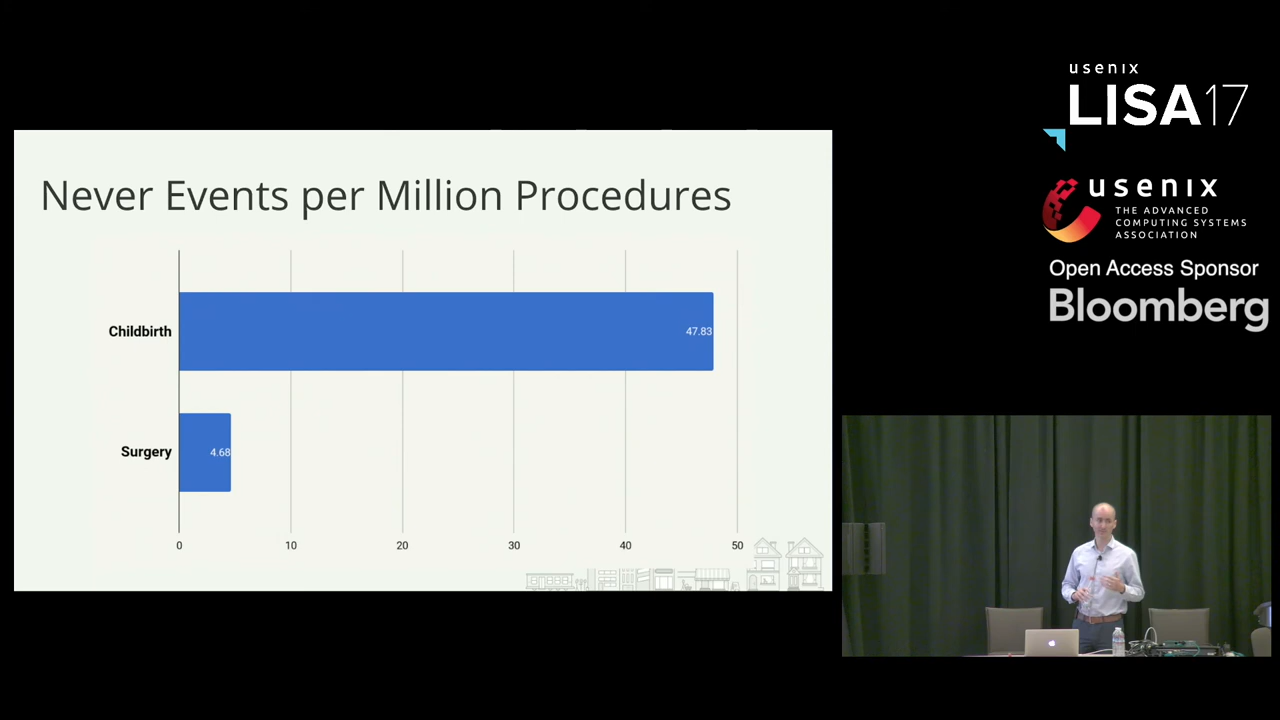 Never Events per Million Procedures
Childbirth
47.83
Surgery
4.68
0 10 20 30 40 50
usenix
LISA17
usenix
THE ADVANCED
COMPUTING SYSTEMS
ASSOCIATION
Open Access Sponsor
Bloomberg